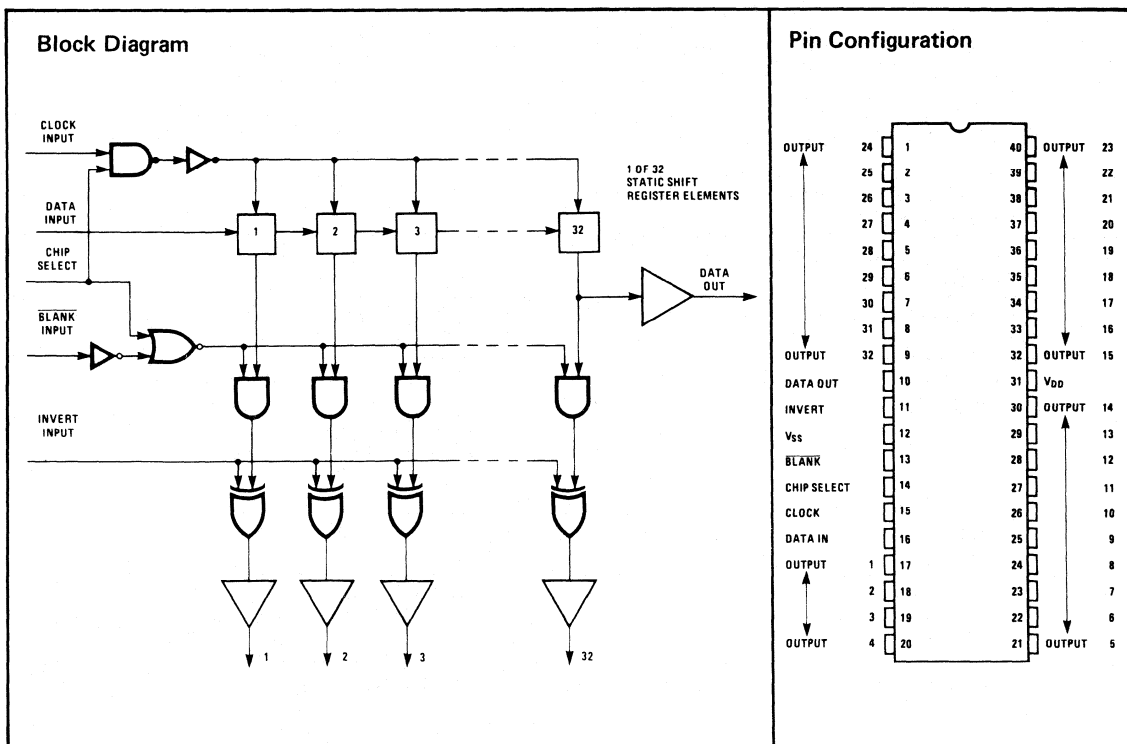 Block Diagram
CLOCK
INPUT
DATA
INPUT
CHIP
SELECT
BLANK
INPUT
INVERT
INPUT
1 OF 32
STATIC SHIFT
REGISTER ELEMENTS
1 2 3 32
DATA
OUT
1 2 3 32
Pin Configuration
OUTPUT 24 1 40 OUTPUT 23
25 2 39 22
26 3 38 21
27 4 37 20
28 5 36 19
29 6 35 18
30 7 34 17
31 8 33 16
OUTPUT 32 9 32 OUTPUT 15
DATA OUT 10 31 VDD
INVERT 11 30 OUTPUT 14
VSS 12 29 13
BLANK 13 28 12
CHIP SELECT 14 27 11
CLOCK 15 26 10
DATA IN 16 25 9
OUTPUT 1 17 24 8
2 18 23 7
3 19 22 6
OUTPUT 4 20 21 OUTPUT 5